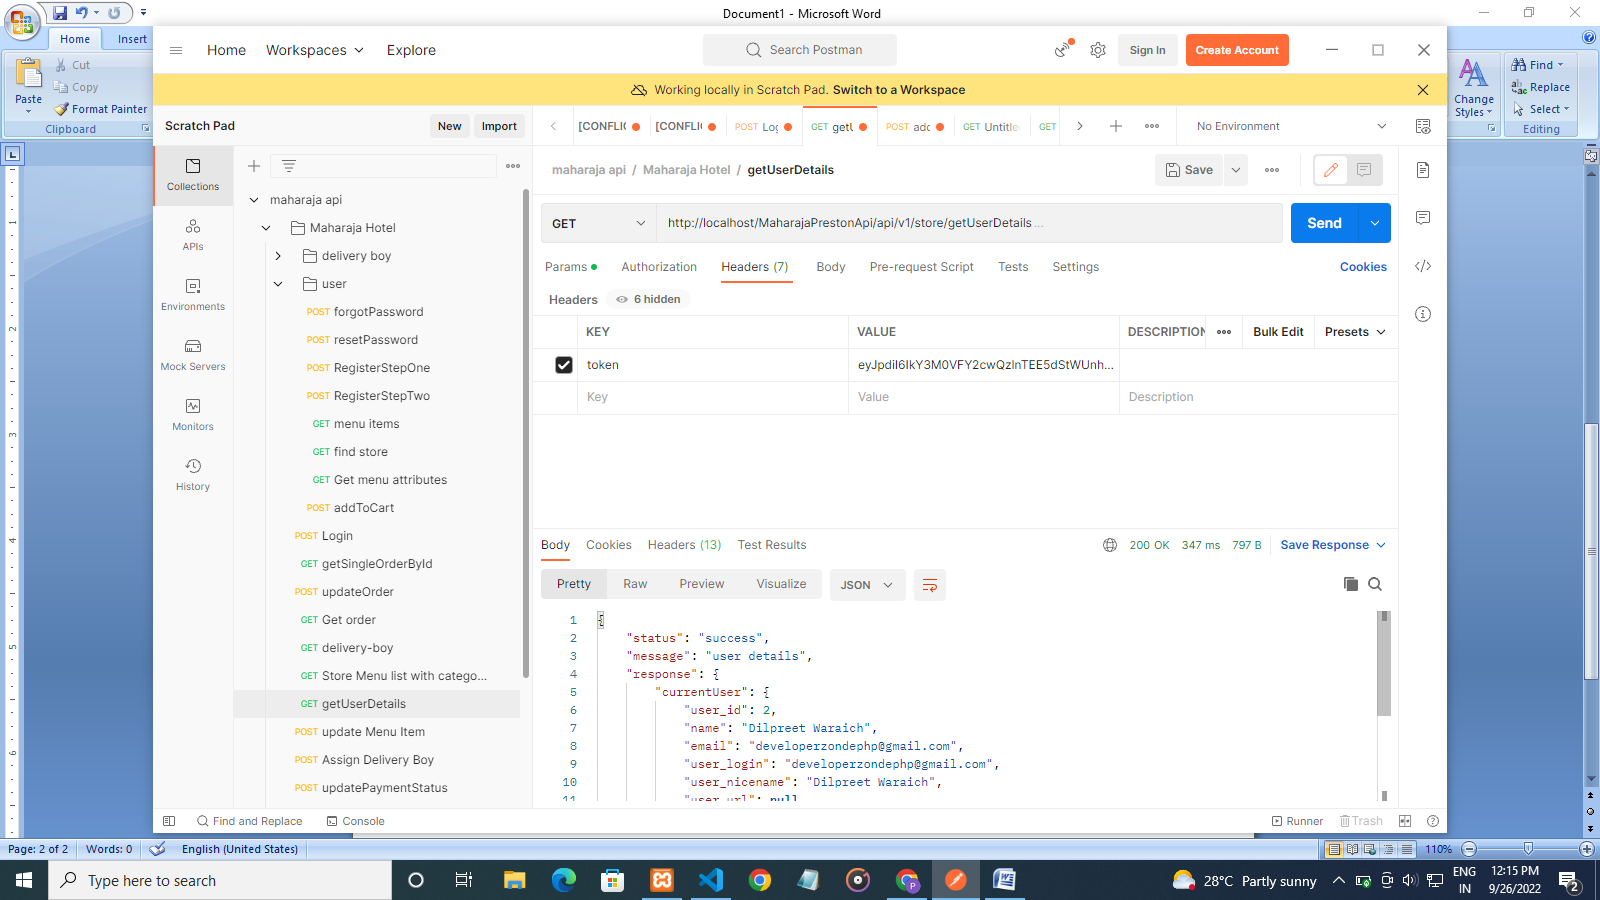 Document1 - Microsoft Word
Home Insert
Cut
Copy
Paste
Format Painter
Clipboard
Find
Replace
Select
Editing
Change
Styles
Home Workspaces Explore
Search Postman
Sign In
Create Account
Working locally in Scratch Pad. Switch to a Workspace
Scratch Pad
New
Import
[CONFLIC
[CONFLIC
POST Log
GET getU
POST add
GET Untitle
GET
No Environment
Collections
APIs
Environments
Mock Servers
Monitors
History
maharaja api
Maharaja Hotel
delivery boy
user
POST forgotPassword
POST resetPassword
POST RegisterStepOne
POST RegisterStepTwo
GET menu items
GET find store
GET Get menu attributes
POST addToCart
POST Login
GET getSingleOrderById
POST updateOrder
GET Get order
GET delivery-boy
GET Store Menu list with catego...
GET getUserDetails
POST update Menu Item
POST Assign Delivery Boy
POST updatePaymentStatus
maharaja api / Maharaja Hotel / getUserDetails
Save
GET
http://localhost/MaharajaPrestonApi/api/v1/store/getUserDetails ...
Send
Params Authorization Headers (7) Body Pre-request Script Tests Settings
Cookies
Headers 6 hidden
KEY VALUE DESCRIPTION
Bulk Edit Presets
token eyJpdiI6IkY3M0VFY2cwQzlnTEE5dStWUnh...
Key Value Description
Body Cookies Headers (13) Test Results
200 OK 347 ms 797 B Save Response
Pretty Raw Preview Visualize JSON
1 {
2 "status": "success",
3 "message": "user details",
4 "response": {
5 "currentUser": {
6 "user_id": 2,
7 "name": "Dilpreet Waraich",
8 "email": "developerzondephp@gmail.com",
9 "user_login": "developerzondephp@gmail.com",
10 "user_nicename": "Dilpreet Waraich",
11 "user_url": null
Find and Replace Console
Runner Trash
Page: 2 of 2 Words: 0 English (United States)
110%
Type here to search
28°C Partly sunny
ENG
IN
12:15 PM
9/26/2022
2